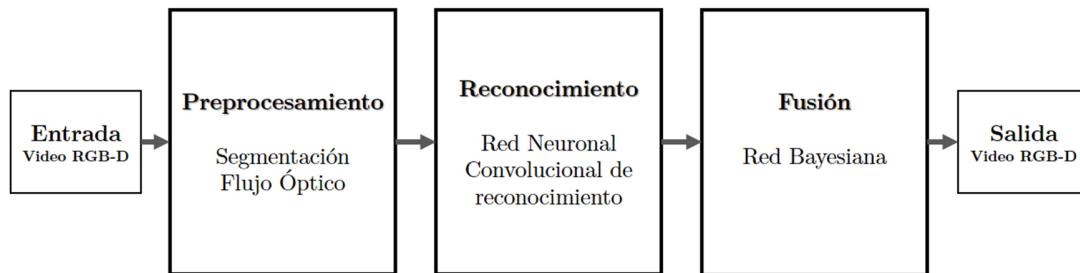 Entrada
Video RGB-D
Preprocesamiento
Segmentación
Flujo Óptico
Reconocimiento
Red Neuronal
Convolucional de
reconocimiento
Fusión
Red Bayesiana
Salida
Video RGB-D